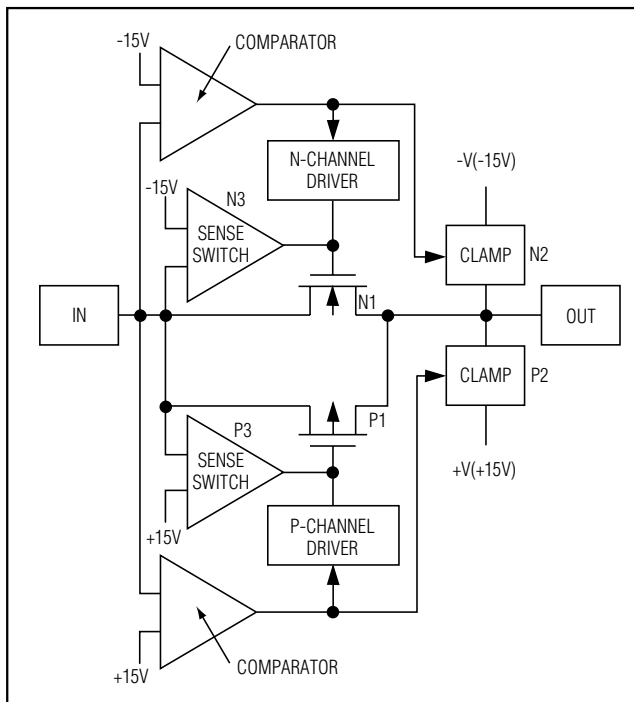 -15V
COMPARATOR
N-CHANNEL
DRIVER
-V(-15V)
-15V
N3
SENSE
SWITCH
CLAMP
N2
N1
IN
OUT
CLAMP
P2
P1
P3
SENSE
SWITCH
+V(+15V)
+15V
P-CHANNEL
DRIVER
COMPARATOR
+15V